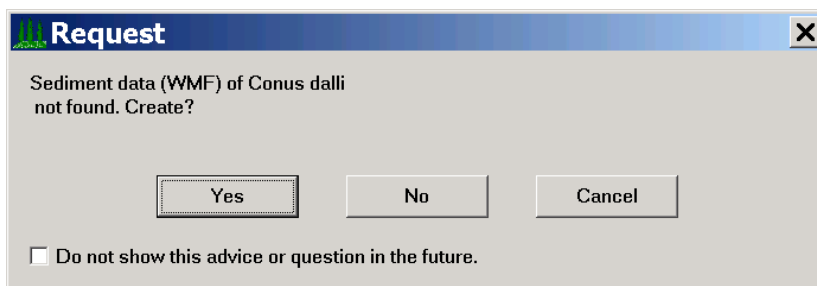 Request
Sediment data (WMF) of Conus dalli
not found. Create?
Yes No Cancel
Do not show this advice or question in the future.